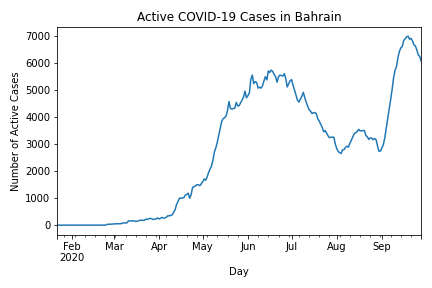 Active COVID-19 Cases in Bahrain
Number of Active Cases
7000
6000
5000
4000
3000
2000
1000
0
Feb Mar Apr May Jun Jul Aug Sep
2020
Day